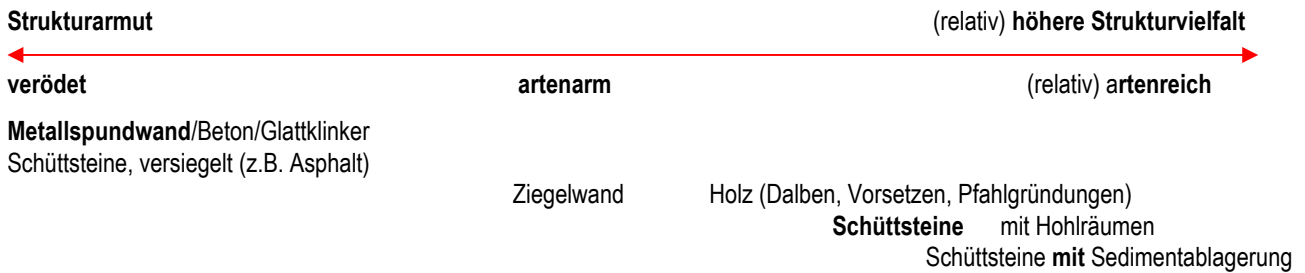 Strukturarmut (relativ) höhere Strukturvielfalt
verödet artenarm (relativ) artenreich
Metallspundwand/Beton/Glattklinker
Schüttsteine, versiegelt (z.B. Asphalt)
Ziegelwand Holz (Dalben, Vorsetzen, Pfahlgründungen)
Schüttsteine mit Hohlräumen
Schüttsteine mit Sedimentablagerung